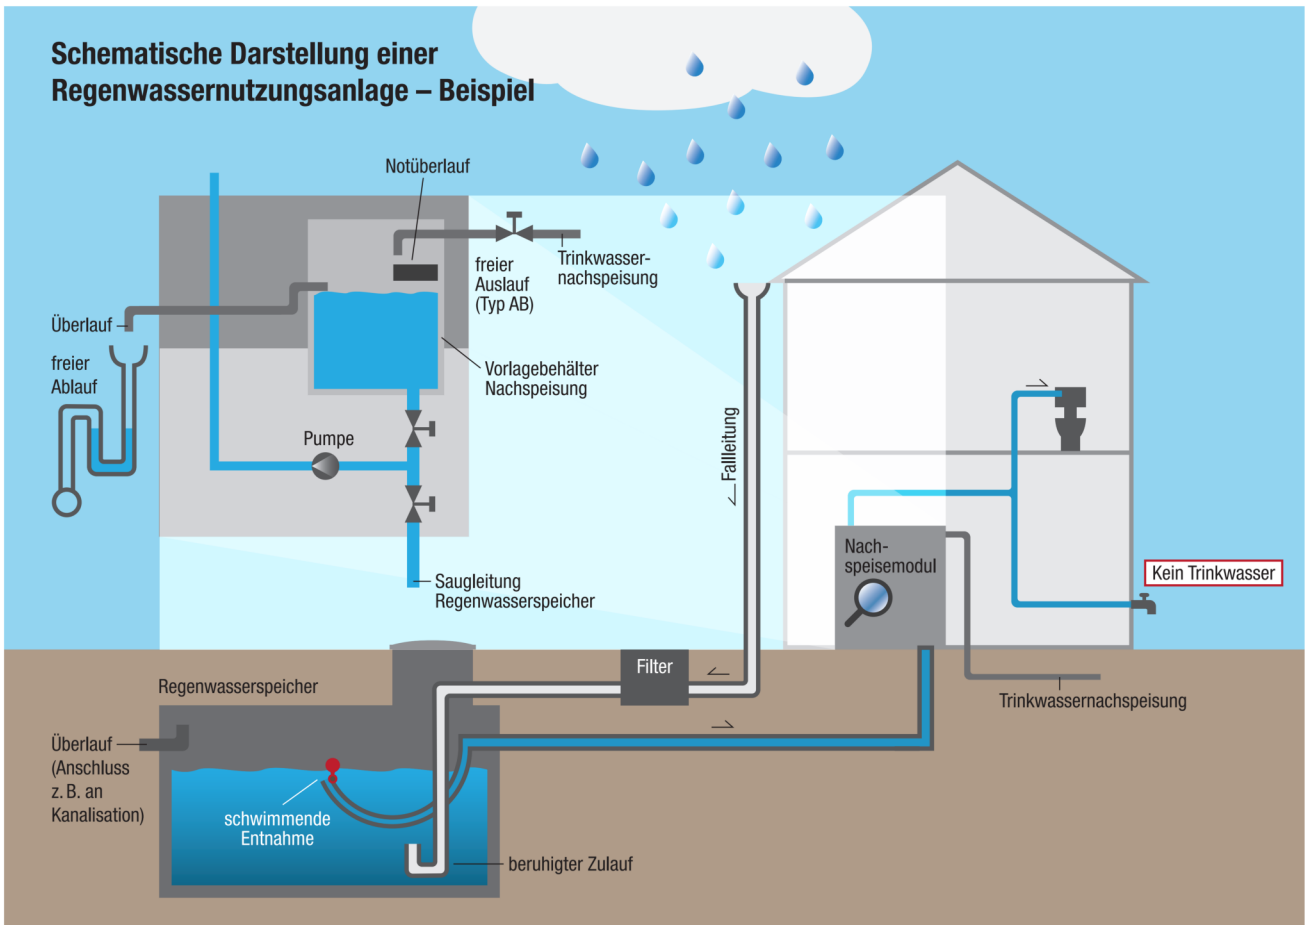 Schematische Darstellung einer
Regenwassernutzungsanlage – Beispiel
Notüberlauf
Trinkwasser-
nachspeisung
freier
Auslauf
(Typ AB)
Überlauf
freier
Ablauf
Vorlagebehälter
Nachspeisung
Pumpe
Fallleitung
Saugleitung
Regenwasserspeicher
Nach-
speisemodul
Kein Trinkwasser
Filter
Regenwasserspeicher
Trinkwassernachspeisung
Überlauf
(Anschluss
z. B. an
Kanalisation)
schwimmende
Entnahme
beruhigter Zulauf